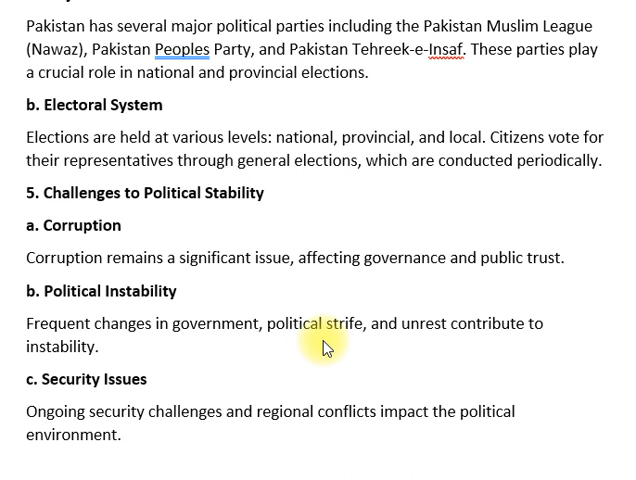 Pakistan has several major political parties including the Pakistan Muslim League
(Nawaz), Pakistan Peoples Party, and Pakistan Tehreek-e-Insaf. These parties play
a crucial role in national and provincial elections.
b. Electoral System
Elections are held at various levels: national, provincial, and local. Citizens vote for
their representatives through general elections, which are conducted periodically.
5. Challenges to Political Stability
a. Corruption
Corruption remains a significant issue, affecting governance and public trust.
b. Political Instability
Frequent changes in government, political strife, and unrest contribute to
instability.
c. Security Issues
Ongoing security challenges and regional conflicts impact the political
environment.